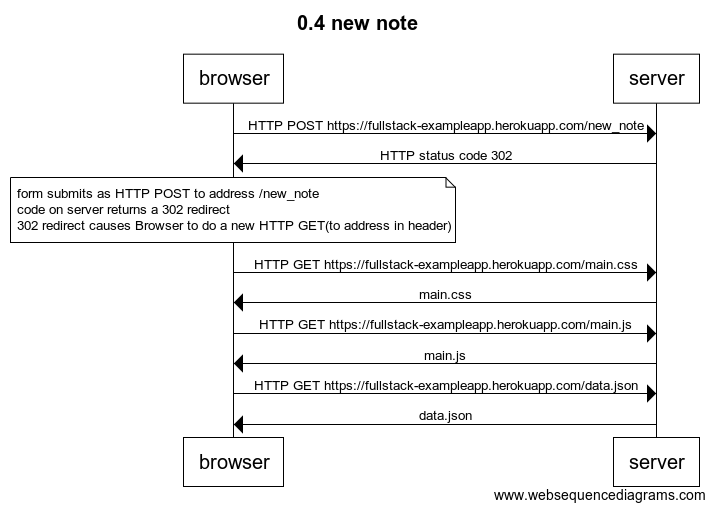 0.4 new note
browser
server
HTTP POST https://fullstack-exampleapp.herokuapp.com/new_note
HTTP status code 302
form submits as HTTP POST to address /new_note
code on server returns a 302 redirect
302 redirect causes Browser to do a new HTTP GET(to address in header)
HTTP GET https://fullstack-exampleapp.herokuapp.com/main.css
main.css
HTTP GET https://fullstack-exampleapp.herokuapp.com/main.js
main.js
HTTP GET https://fullstack-exampleapp.herokuapp.com/data.json
data.json
browser
server
www.websequencediagrams.com